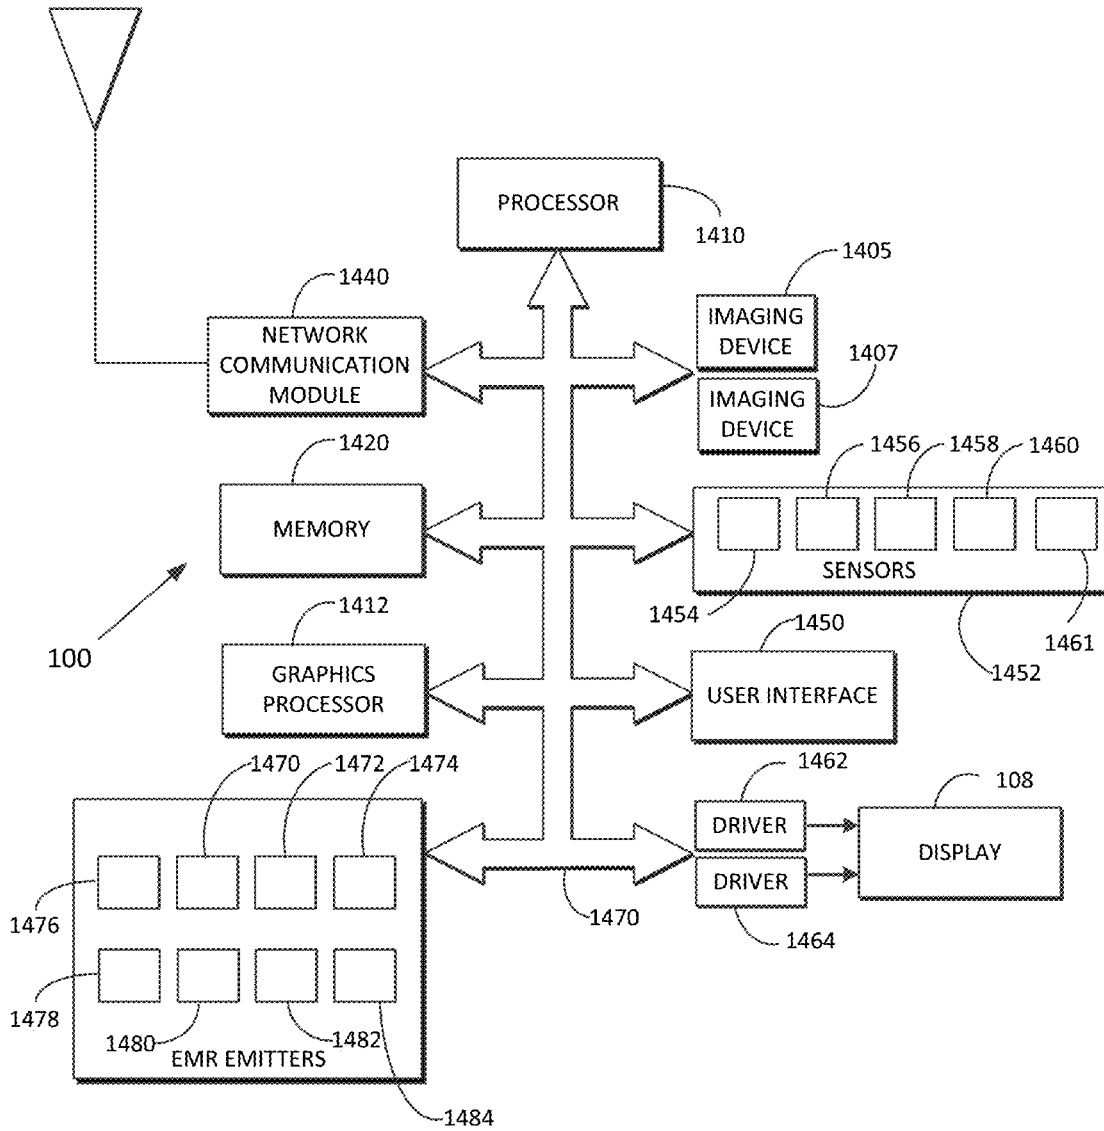 PROCESSOR
1410
1440
1405
NETWORK
COMMUNICATION
MODULE
IMAGING
DEVICE
1407
IMAGING
DEVICE
1420
1456
1458
1460
MEMORY
SENSORS
1454
1461
1452
100
1412
1450
GRAPHICS
PROCESSOR
USER INTERFACE
1470
1472
1474
1462
108
DRIVER
DISPLAY
DRIVER
1476
1470
1464
1478
1480
1482
EMR EMITTERS
1484